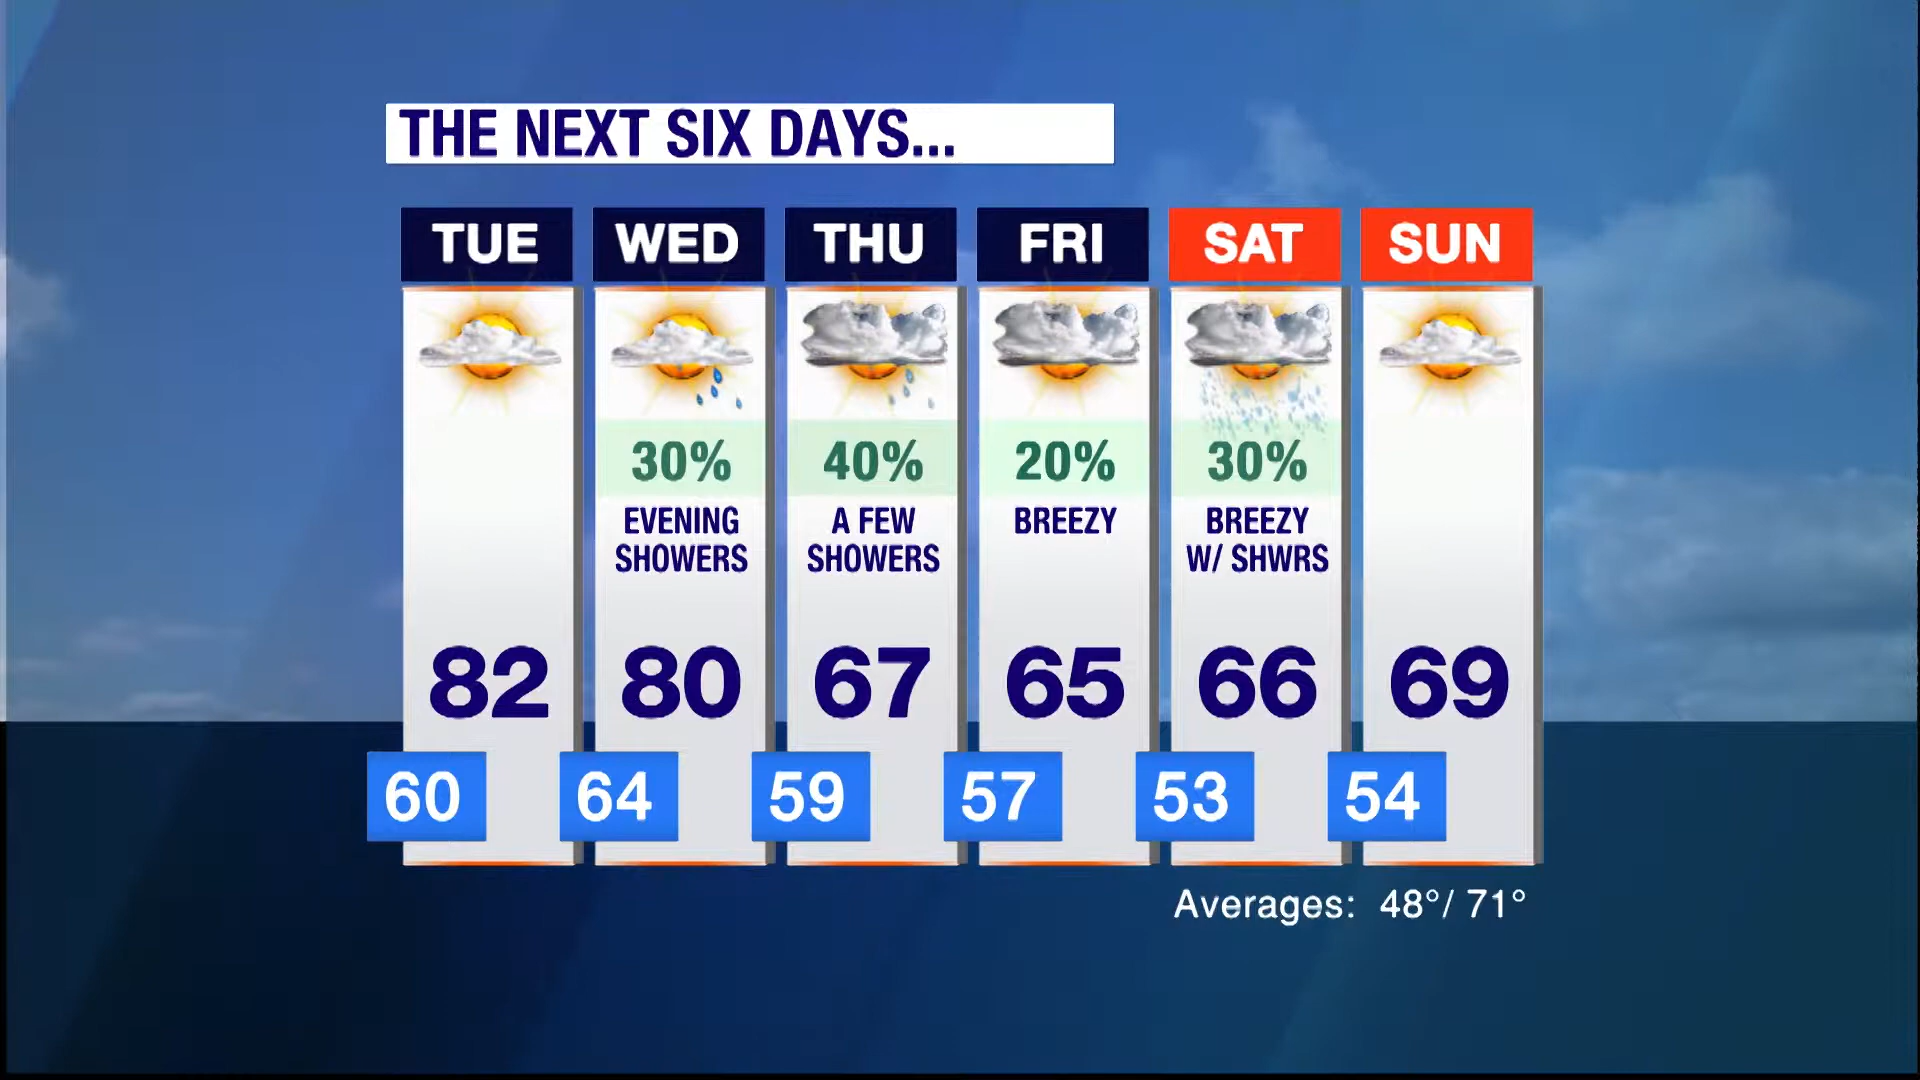 THE NEXT SIX DAYS...
TUE WED THU FRI SAT SUN
30% 40% 20% 30%
EVENING A FEW BREEZY BREEZY
SHOWERS SHOWERS W/ SHWRS
82 80 67 65 66 69
60 64 59 57 53 54
Averages: 48°/ 71°